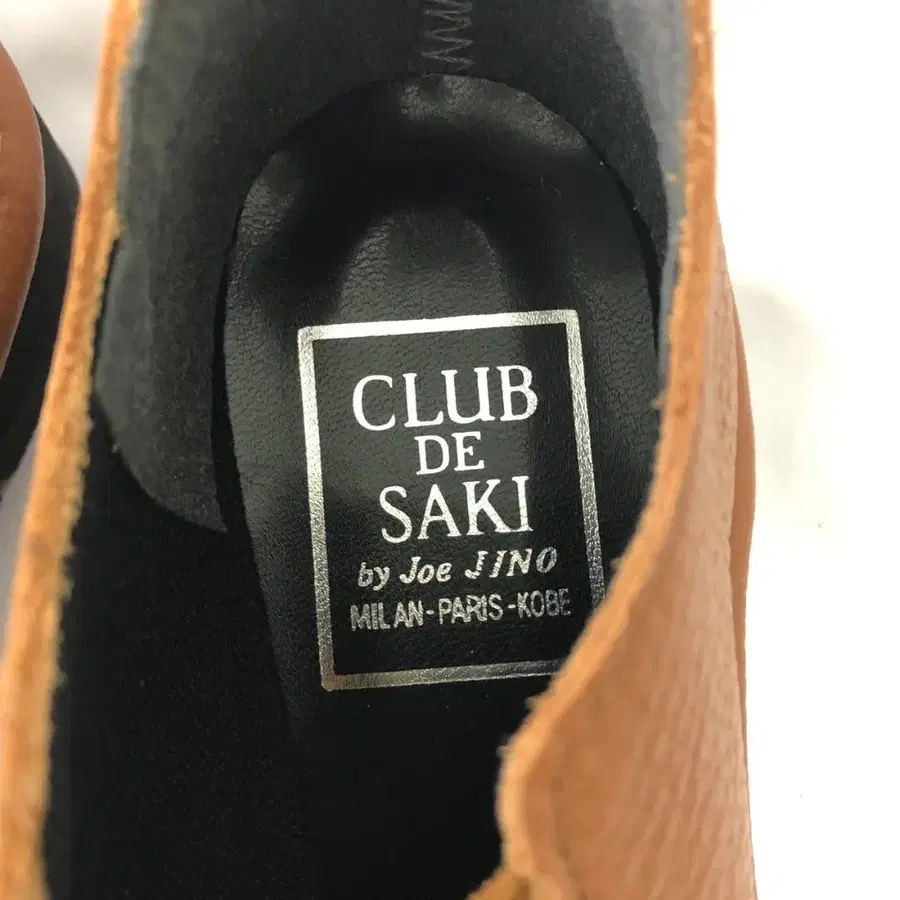 CLUB
DE
SAKI
by Joe JINO
MILAN-PARIS-KOBE